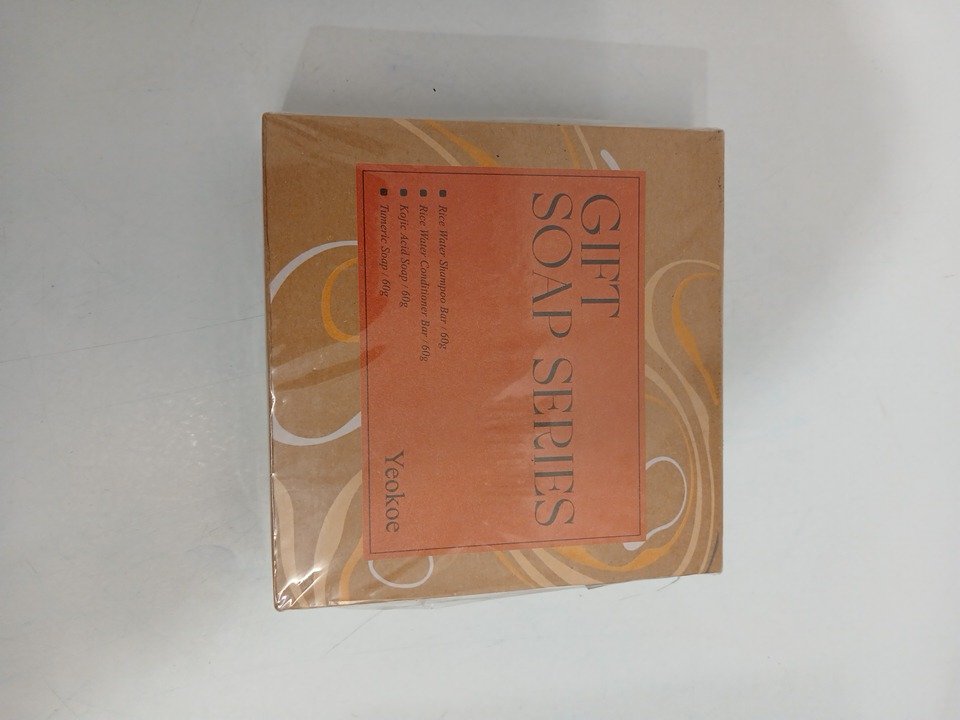 GIFT
SOAP SERIES
Rice Water Shampoo Bar / 60g
Rice Water Conditioner Bar / 60g
Kojic Acid Soap / 60g
Tumeric Soap / 60g
Yeokoe